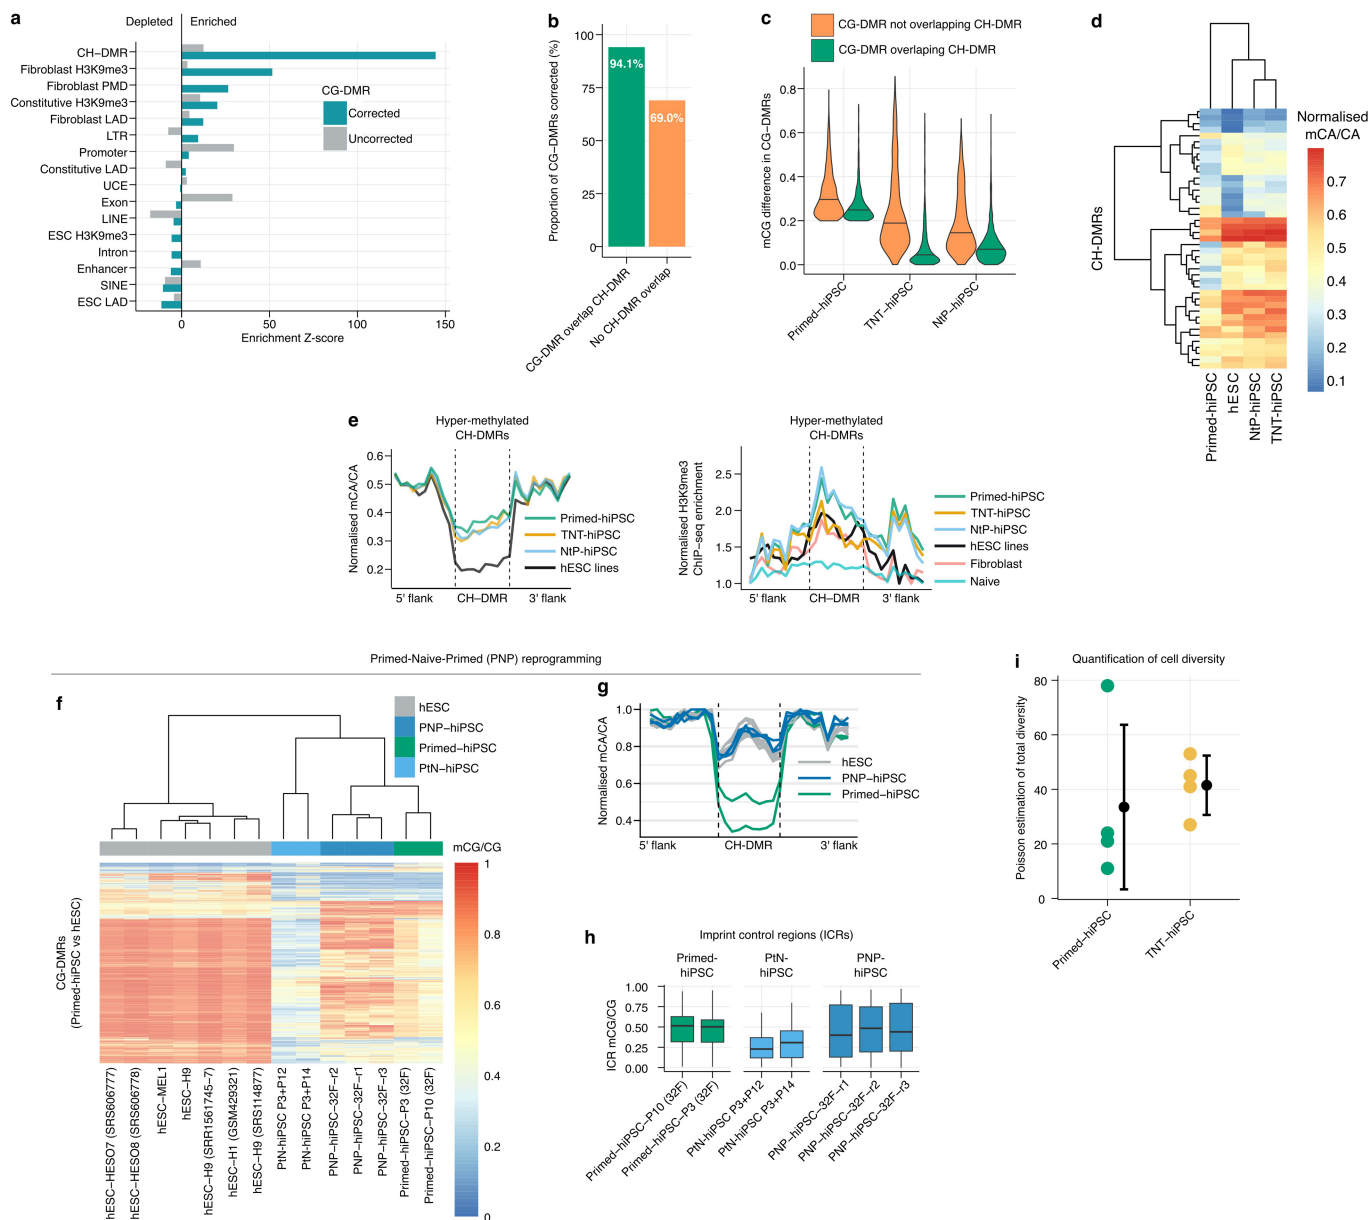 a
Depleted
Enriched
CH–DMR
Fibroblast H3K9me3
Fibroblast PMD
Constitutive H3K9me3
Fibroblast LAD
LTR
Promoter
Constitutive LAD
UCE
Exon
LINE
ESC H3K9me3
Intron
Enhancer
SINE
ESC LAD
CG-DMR
Corrected
Uncorrected
0
50
100
150
Enrichment Z-score
b
Proportion of CG–DMRs corrected (%)
100
75
50
25
0
94.1%
69.0%
CG-DMR overlap CH-DMR
No CH-DMR overlap
c
CG-DMR not overlapping CH-DMR
CG-DMR overlaping CH-DMR
mCG difference in CG–DMRs
0.8
0.6
0.4
0.2
0.0
Primed–hiPSC
TNT–hiPSC
NtP–hiPSC
d
CH-DMRs
Normalised
mCA/CA
0.7
0.6
0.5
0.4
0.3
0.2
0.1
Primed-hiPSC
hESC
NtP-hiPSC
TNT-hiPSC
e
Hyper-methylated
CH-DMRs
Normalised mCA/CA
0.6
0.5
0.4
0.3
0.2
Primed-hiPSC
TNT-hiPSC
NtP-hiPSC
hESC lines
5' flank
CH–DMR
3' flank
Hyper-methylated
CH-DMRs
Normalised H3K9me3
ChIP–seq enrichment
2.5
2.0
1.5
1.0
Primed-hiPSC
TNT-hiPSC
NtP-hiPSC
hESC lines
Fibroblast
Naive
5' flank
CH–DMR
3' flank
Primed-Naive-Primed (PNP) reprogramming
f
hESC
PNP–hiPSC
Primed–hiPSC
PtN–hiPSC
mCG/CG
1
0.8
0.6
0.4
0.2
0
CG-DMRs
(Primed-hiPSC vs hESC)
hESC–HESO7 (SRS606777)
hESC–HESO8 (SRS606778)
hESC–MEL1
hESC–H9
hESC–H9 (SRR1561745-7)
hESC–H1 (GSM429321)
hESC–H9 (SRS114877)
PtN-hiPSC P3+P12
PtN-hiPSC P3+P14
PNP–hiPSC–32F–r2
PNP–hiPSC–32F–r1
PNP–hiPSC–32F–r3
Primed–hiPSC–P3 (32F)
Primed–hiPSC–P10 (32F)
g
Normalised mCA/CA
1.0
0.8
0.6
0.4
hESC
PNP–hiPSC
Primed–hiPSC
5' flank
CH-DMR
3' flank
h
Imprint control regions (ICRs)
Primed-
hiPSC
PtN-
hiPSC
PNP-
hiPSC
ICR mCG/CG
1.00
0.75
0.50
0.25
0.00
Primed–hiPSC–P10 (32F)
Primed–hiPSC–P3 (32F)
PtN-hiPSC P3+P12
PtN-hiPSC P3+P14
PNP–hiPSC–32F–r1
PNP–hiPSC–32F–r2
PNP–hiPSC–32F–r3
i
Quantification of cell diversity
Poisson estimation of total diversity
80
60
40
20
0
Primed–hiPSC
TNT–hiPSC